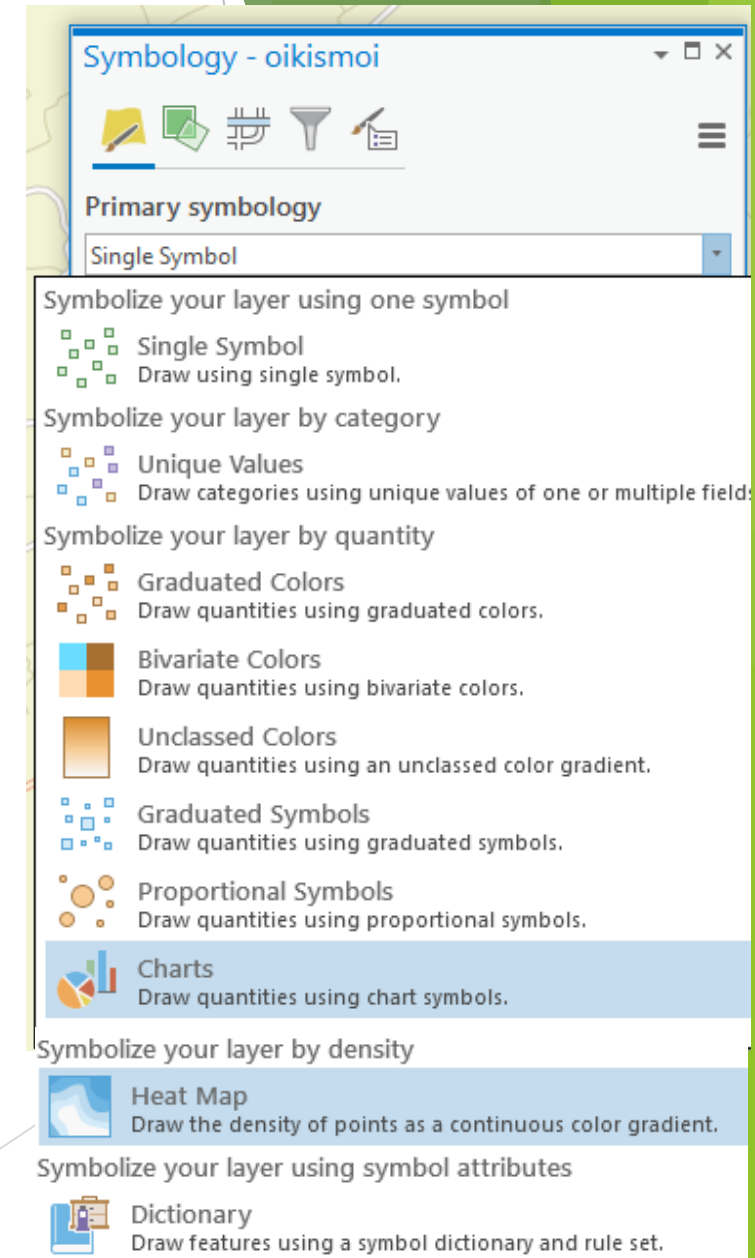 Symbology - oikismoi
Primary symbology
Single Symbol
Symbolize your layer using one symbol
Single Symbol
Draw using single symbol.
Symbolize your layer by category
Unique Values
Draw categories using unique values of one or multiple fields
Symbolize your layer by quantity
Graduated Colors
Draw quantities using graduated colors.
Bivariate Colors
Draw quantities using bivariate colors.
Unclassed Colors
Draw quantities using an unclassed color gradient.
Graduated Symbols
Draw quantities using graduated symbols.
Proportional Symbols
Draw quantities using proportional symbols.
Charts
Draw quantities using chart symbols.
Symbolize your layer by density
Heat Map
Draw the density of points as a continuous color gradient.
Symbolize your layer using symbol attributes
Dictionary
Draw features using a symbol dictionary and rule set.